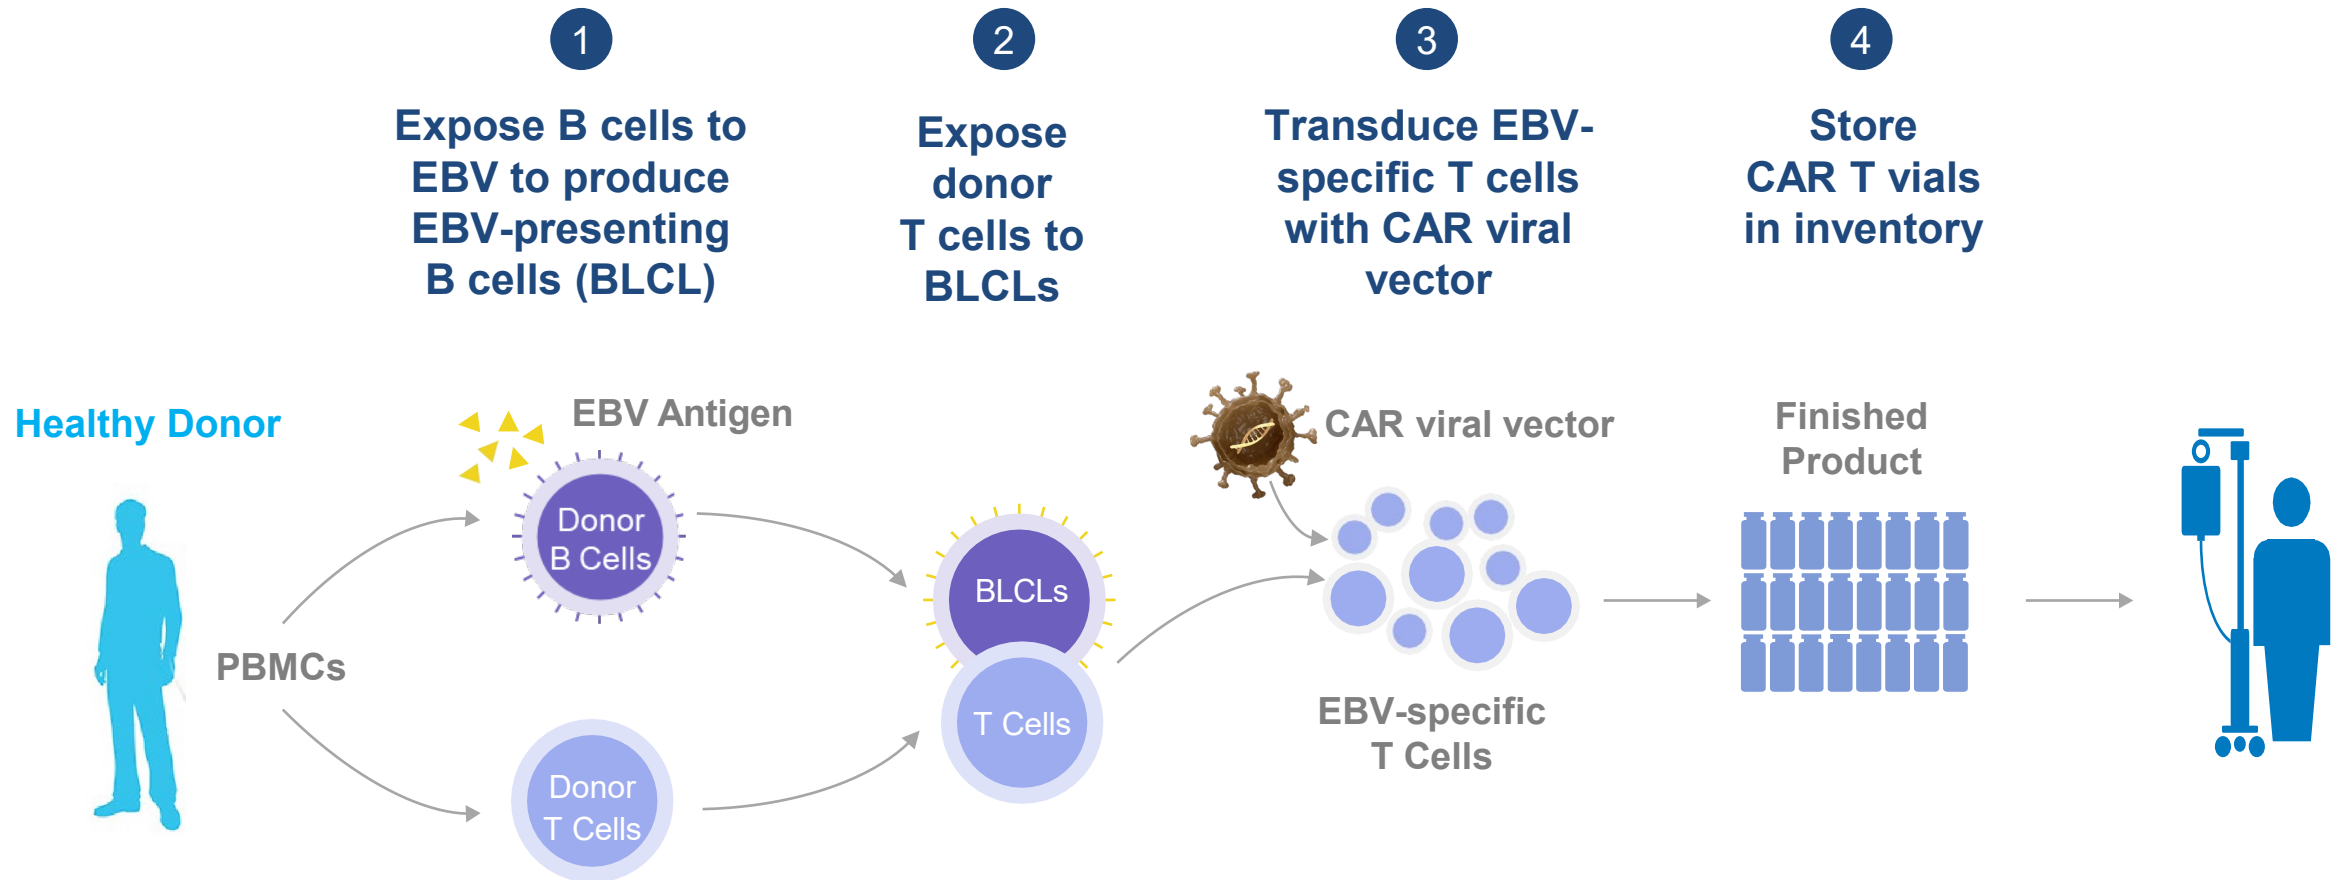 1
Expose B cells to
EBV to produce
EBV-presenting
B cells (BLCL)
2
Expose
donor
T cells to
BLCLs
3
Transduce EBV-
specific T cells
with CAR viral
vector
4
Store
CAR T vials
in inventory
Healthy Donor
PBMCs
EBV Antigen
Donor
B Cells
Donor
T Cells
BLCLs
T Cells
CAR viral vector
EBV-specific
T Cells
Finished
Product